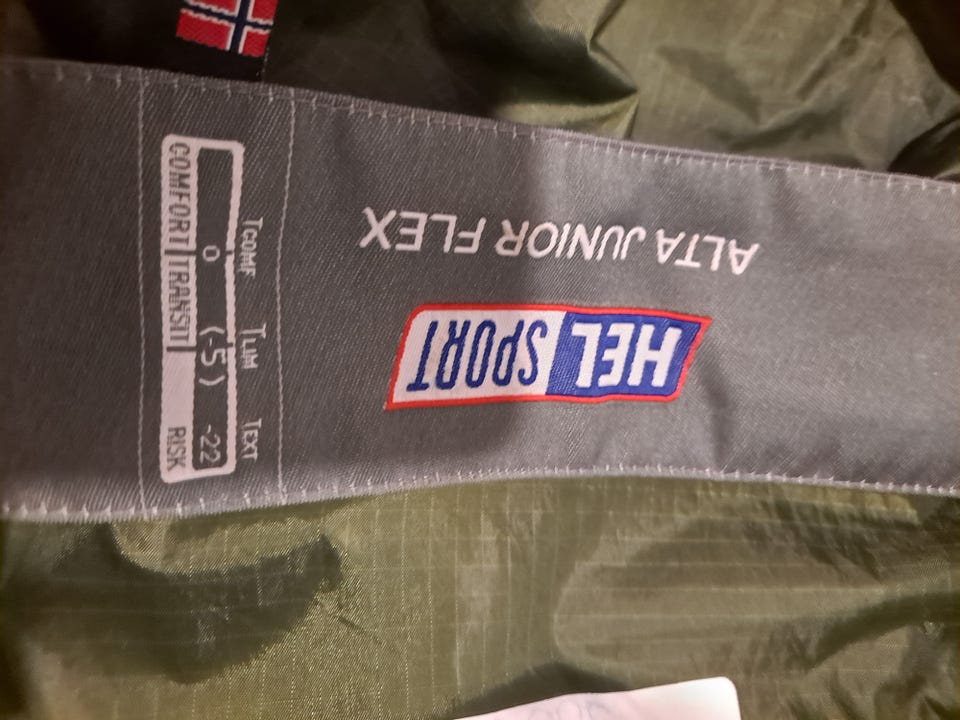 HEL SPORT
ALTA JUNIOR FLEX
TCOMF TLIM TEXT
0 (-5) -22
COMFORT TRANSIT RISK